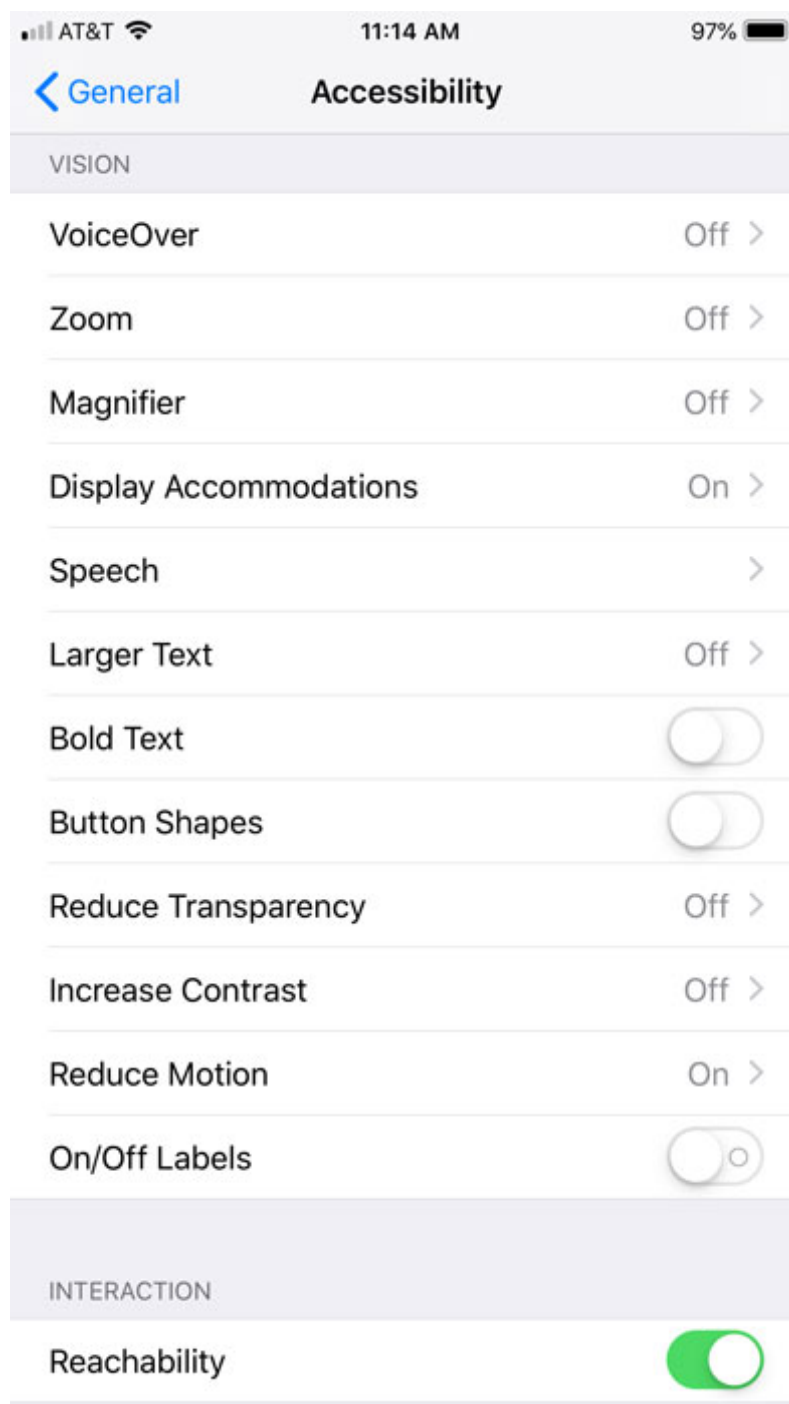 AT&T 11:14 AM 97%
General Accessibility
VISION
VoiceOver Off
Zoom Off
Magnifier Off
Display Accommodations On
Speech
Larger Text Off
Bold Text
Button Shapes
Reduce Transparency Off
Increase Contrast Off
Reduce Motion On
On/Off Labels
INTERACTION
Reachability